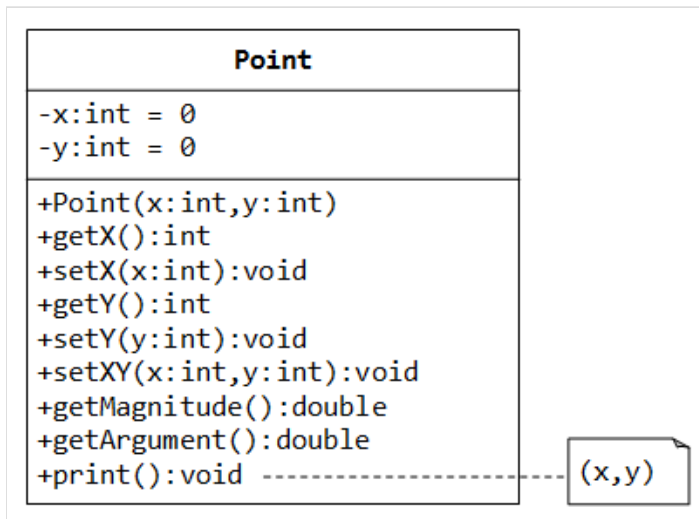 Point
-x:int = 0
-y:int = 0
+Point(x:int,y:int)
+getX():int
+setX(x:int):void
+getY():int
+setY(y:int):void
+setXY(x:int,y:int):void
+getMagnitude():double
+getArgument():double
+print():void
(x,y)